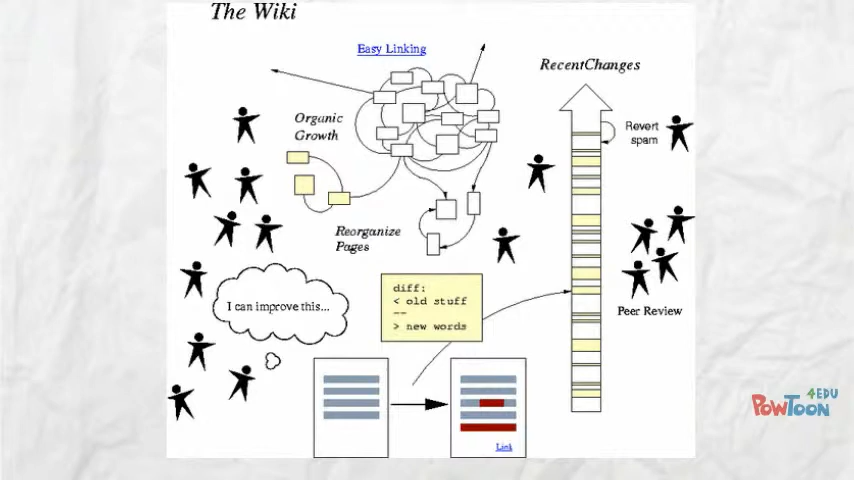 The Wiki
Easy Linking
RecentChanges
Organic
Growth
Revert
spam
Reorganize
Pages
I can improve this...
diff:
< old stuff
--
> new words
Peer Review
Link
4EDU
POWTOON